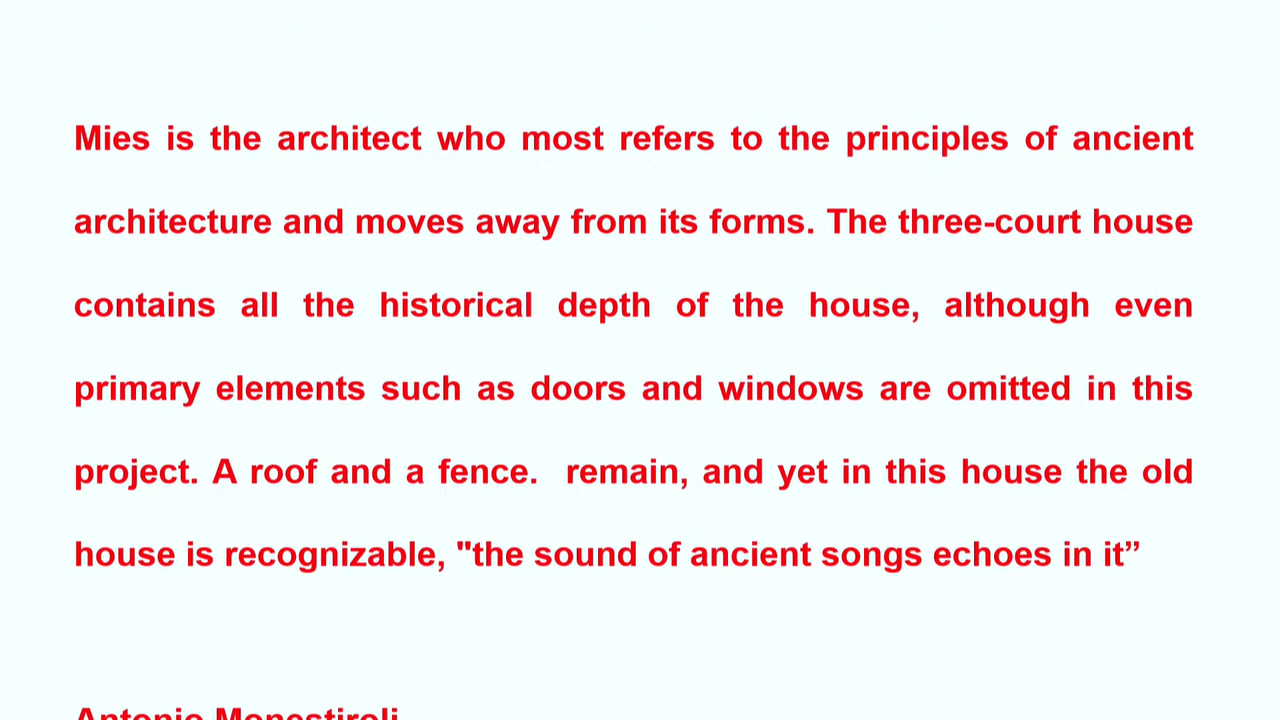 Mies is the architect who most refers to the principles of ancient
architecture and moves away from its forms. The three-court house
contains all the historical depth of the house, although even
primary elements such as doors and windows are omitted in this
project. A roof and a fence.  remain, and yet in this house the old
house is recognizable, "the sound of ancient songs echoes in it”
Antonio Monestiroli